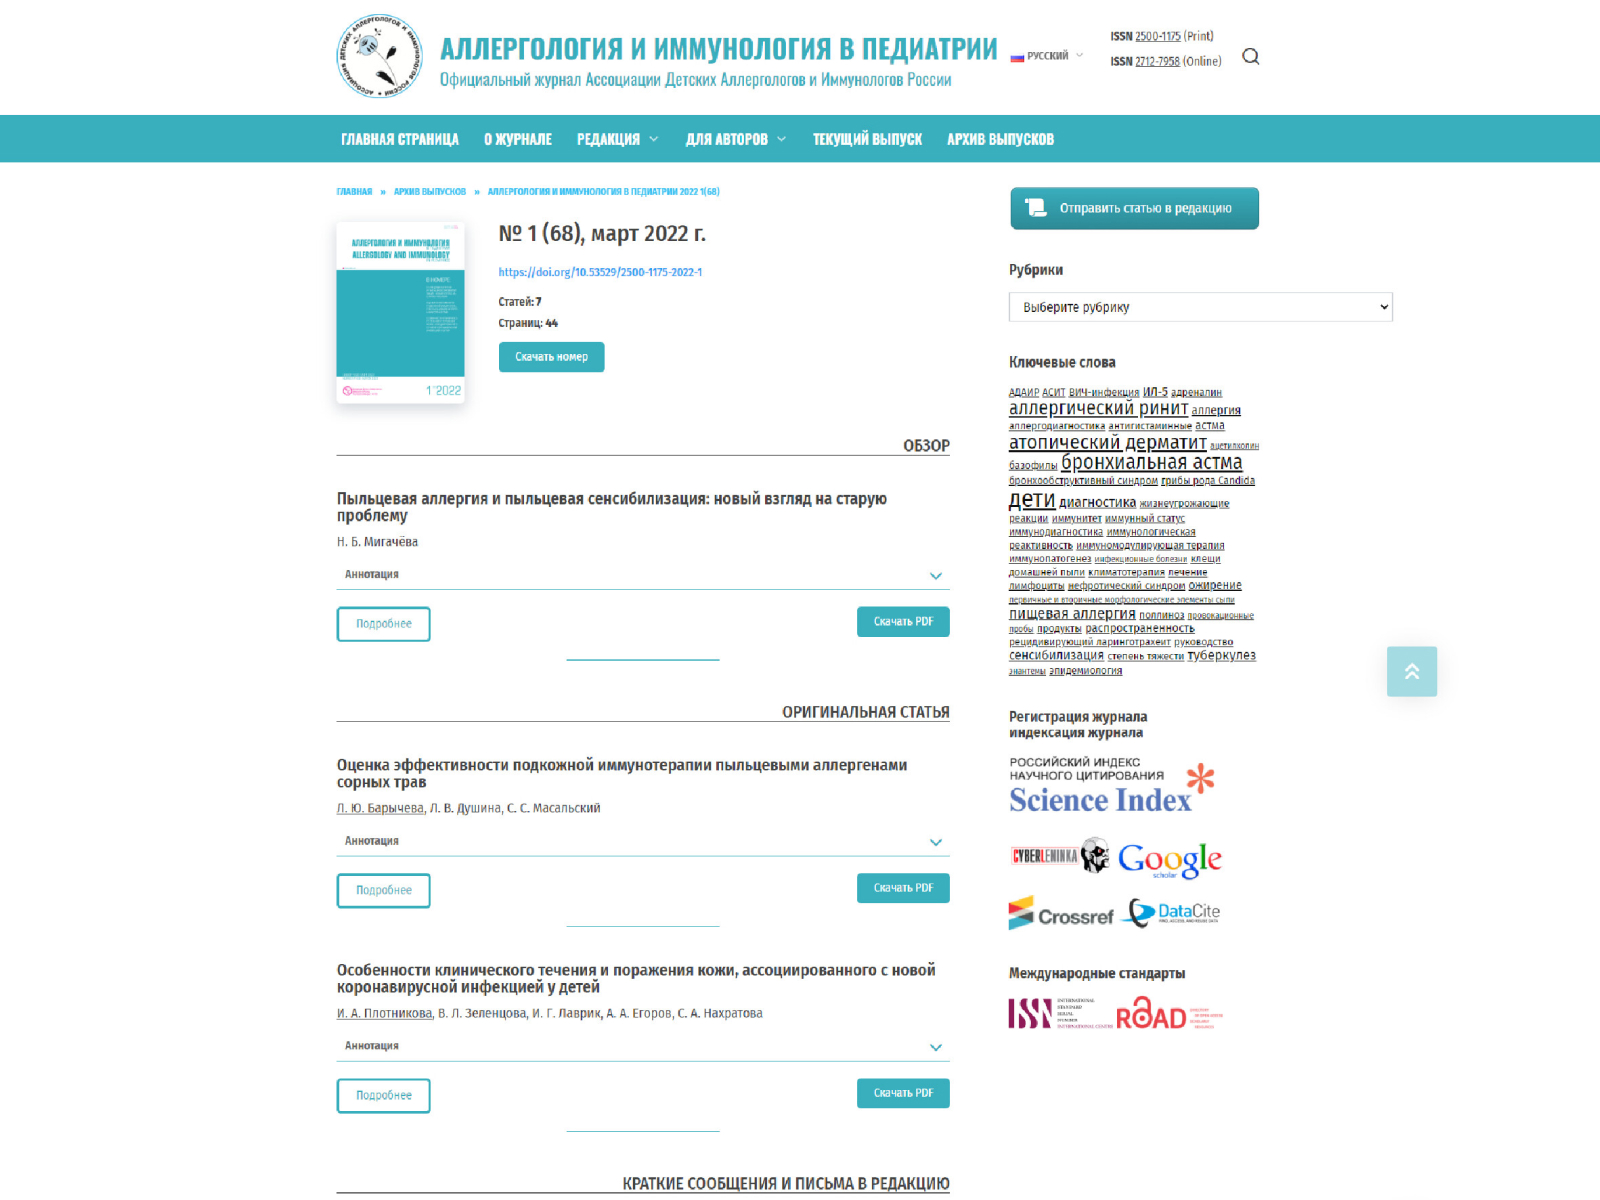 АЛЛЕРГОЛОГИЯ И ИММУНОЛОГИЯ В ПЕДИАТРИИ
Официальный журнал Ассоциации Детских Аллергологов и Иммунологов России
РУССКИЙ
ISSN 2500-1175 (Print)
ISSN 2712-7958 (Online)
ГЛАВНАЯ СТРАНИЦА О ЖУРНАЛЕ РЕДАКЦИЯ ДЛЯ АВТОРОВ ТЕКУЩИЙ ВЫПУСК АРХИВ ВЫПУСКОВ
ГЛАВНАЯ » АРХИВ ВЫПУСКОВ » АЛЛЕРГОЛОГИЯ И ИММУНОЛОГИЯ В ПЕДИАТРИИ 2022 1(68)
АЛЛЕРГОЛОГИЯ И ИММУНОЛОГИЯ
ALLERGOLOGY AND IMMUNOLOGY
1'2022
№ 1 (68), март 2022 г.
https://doi.org/10.53529/2500-1175-2022-1
Статей: 7
Страниц: 44
Скачать номер
ОБЗОР
Пыльцевая аллергия и пыльцевая сенсибилизация: новый взгляд на старую
проблему
Н. Б. Мигачёва
Аннотация
Подробнее
Скачать PDF
ОРИГИНАЛЬНАЯ СТАТЬЯ
Оценка эффективности подкожной иммунотерапии пыльцевыми аллергенами
сорных трав
Л. Ю. Барычева, Л. В. Душина, С. С. Масальский
Аннотация
Подробнее
Скачать PDF
Особенности клинического течения и поражения кожи, ассоциированного с новой
коронавирусной инфекцией у детей
И. А. Плотникова, В. Л. Зеленцова, И. Г. Лаврик, А. А. Егоров, С. А. Нахратова
Аннотация
Подробнее
Скачать PDF
КРАТКИЕ СООБЩЕНИЯ И ПИСЬМА В РЕДАКЦИЮ
Отправить статью в редакцию
Рубрики
Выберите рубрику
Ключевые слова
АДАИР АСИТ ВИЧ-инфекция ИЛ-5 адреналин
аллергический ринит аллергия
аллергодиагностика антигистаминные астма
атопический дерматит ацетилхолин
базофилы бронхиальная астма
бронхообструктивный синдром грибы рода Candida
дети диагностика жизнеугрожающие
реакции иммунитет иммунный статус
иммунодиагностика иммунологическая
реактивность иммуномодулирующая терапия
иммунопатогенез инфекционные болезни клещи
домашней пыли климатотерапия лечение
лимфоциты нефротический синдром ожирение
первичные и вторичные морфологические элементы сыпи
пищевая аллергия поллиноз провокационные
пробы продукты распространенность
рецидивирующий ларинготрахеит руководство
сенсибилизация степень тяжести туберкулез
энантемы эпидемиология
Регистрация журнала
индексация журнала
РОССИЙСКИЙ ИНДЕКС
НАУЧНОГО ЦИТИРОВАНИЯ
Science Index
CYBERLENINKA
Google
scholar
Crossref
DataCite
Международные стандарты
ISSN
INTERNATIONAL
STANDARD
SERIAL
NUMBER
INTERNATIONAL CENTRE
ROAD